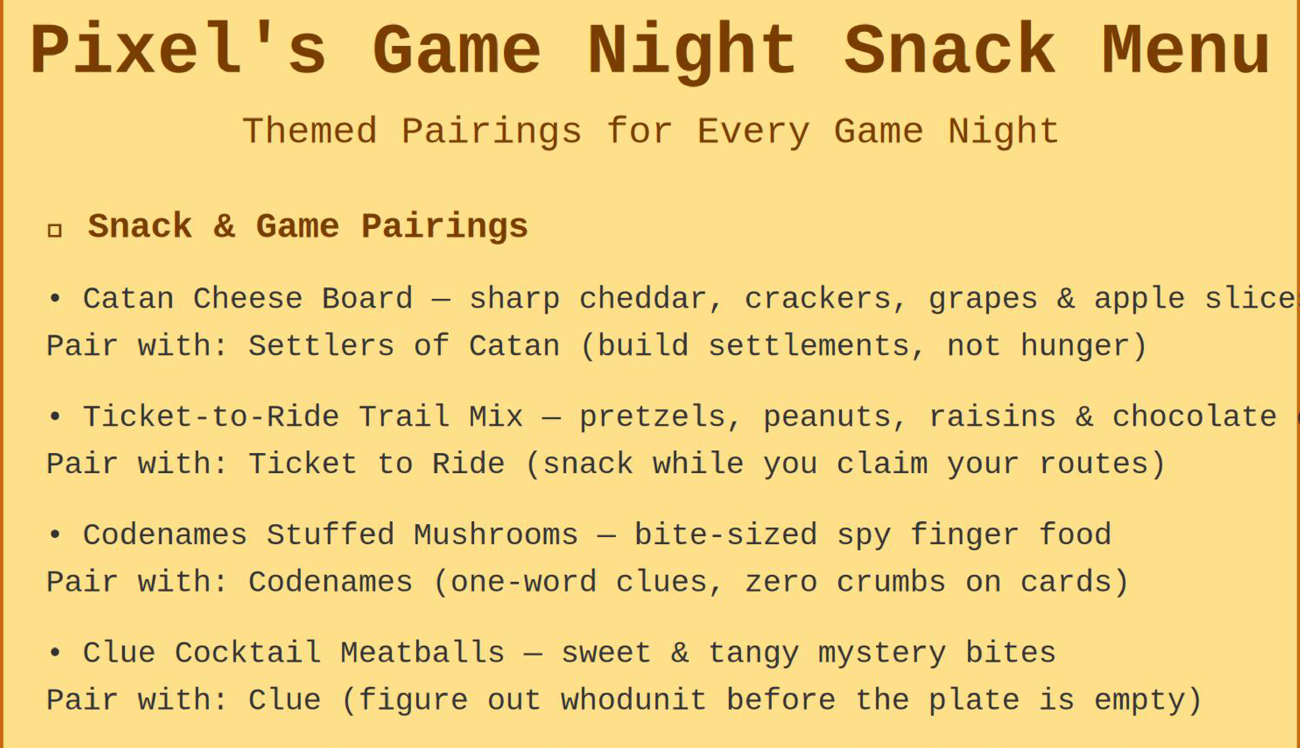 Pixel's Game Night Snack Menu
Themed Pairings for Every Game Night
Snack & Game Pairings
• Catan Cheese Board — sharp cheddar, crackers, grapes & apple slices
Pair with: Settlers of Catan (build settlements, not hunger)
• Ticket-to-Ride Trail Mix — pretzels, peanuts, raisins & chocolate
Pair with: Ticket to Ride (snack while you claim your routes)
• Codenames Stuffed Mushrooms — bite-sized spy finger food
Pair with: Codenames (one-word clues, zero crumbs on cards)
• Clue Cocktail Meatballs — sweet & tangy mystery bites
Pair with: Clue (figure out whodunit before the plate is empty)